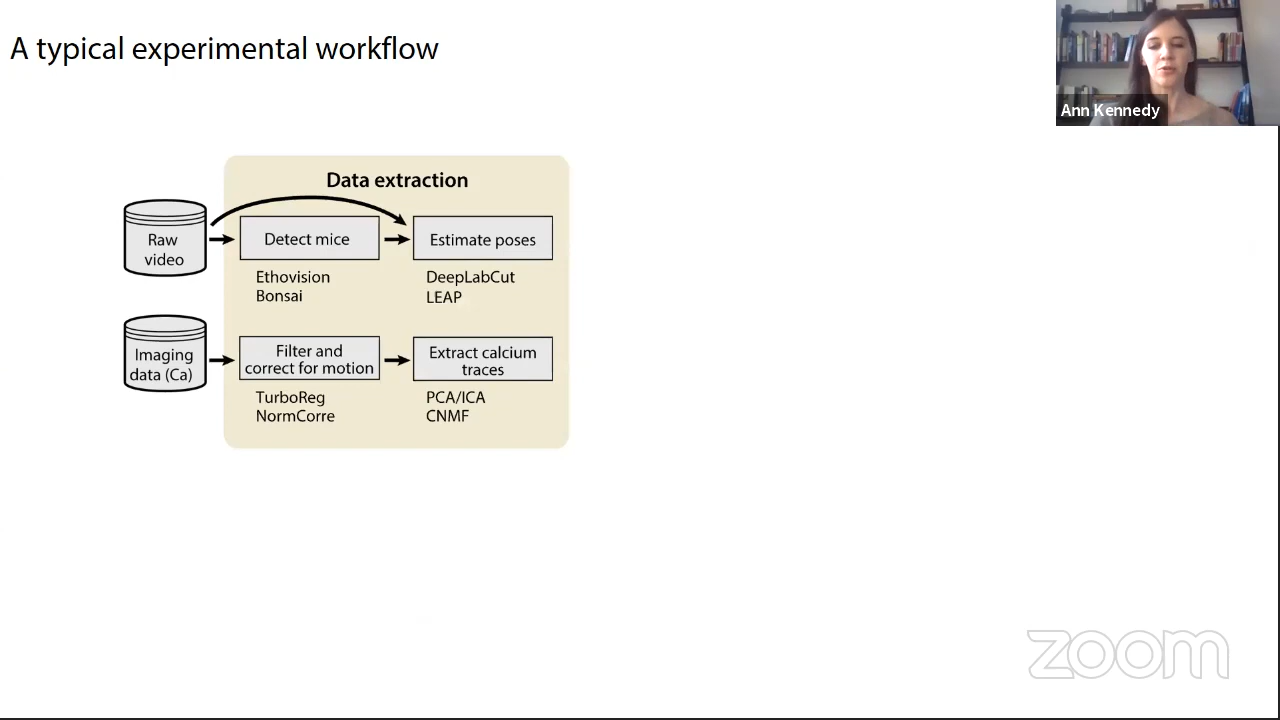 A typical experimental workflow
Ann Kennedy
Data extraction
Raw
video
Detect mice
Estimate poses
Ethovision
Bonsai
DeepLabCut
LEAP
Imaging
data (Ca)
Filter and
correct for motion
Extract calcium
traces
TurboReg
NormCorre
PCA/ICA
CNMF
zoom